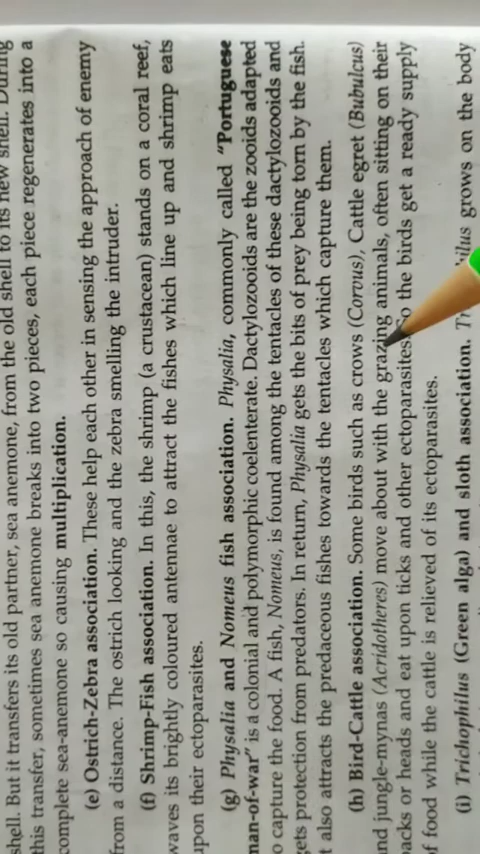 shell. But it transfers its old partner, sea anemone, from the old shell to its new shell. During
this transfer, sometimes sea anemone breaks into two pieces, each piece regenerates into a
complete sea-anemone so causing multiplication.
(e) Ostrich-Zebra association. These help each other in sensing the approach of enemy
from a distance. The ostrich looking and the zebra smelling the intruder.
(f) Shrimp-Fish association. In this, the shrimp (a crustacean) stands on a coral reef,
waves its brightly coloured antennae to attract the fishes which line up and shrimp eats
upon their ectoparasites.
(g) Physalia and Nomeus fish association. Physalia, commonly called "Portuguese
man-of-war" is a colonial and polymorphic coelenterate. Dactylozooids are the zooids adapted
o capture the food. A fish, Nomeus, is found among the tentacles of these dactylozooids and
gets protection from predators. In return, Physalia gets the bits of prey being torn by the fish.
t also attracts the predaceous fishes towards the tentacles which capture them.
(h) Bird-Cattle association. Some birds such as crows (Corvus), Cattle egret (Bubulcus)
nd jungle-mynas (Acridotheres) move about with the grazing animals, often sitting on their
backs or heads and eat upon ticks and other ectoparasites. So the birds get a ready supply
f food while the cattle is relieved of its ectoparasites.
(i) Trichophilus (Green alga) and sloth association. grows on the body